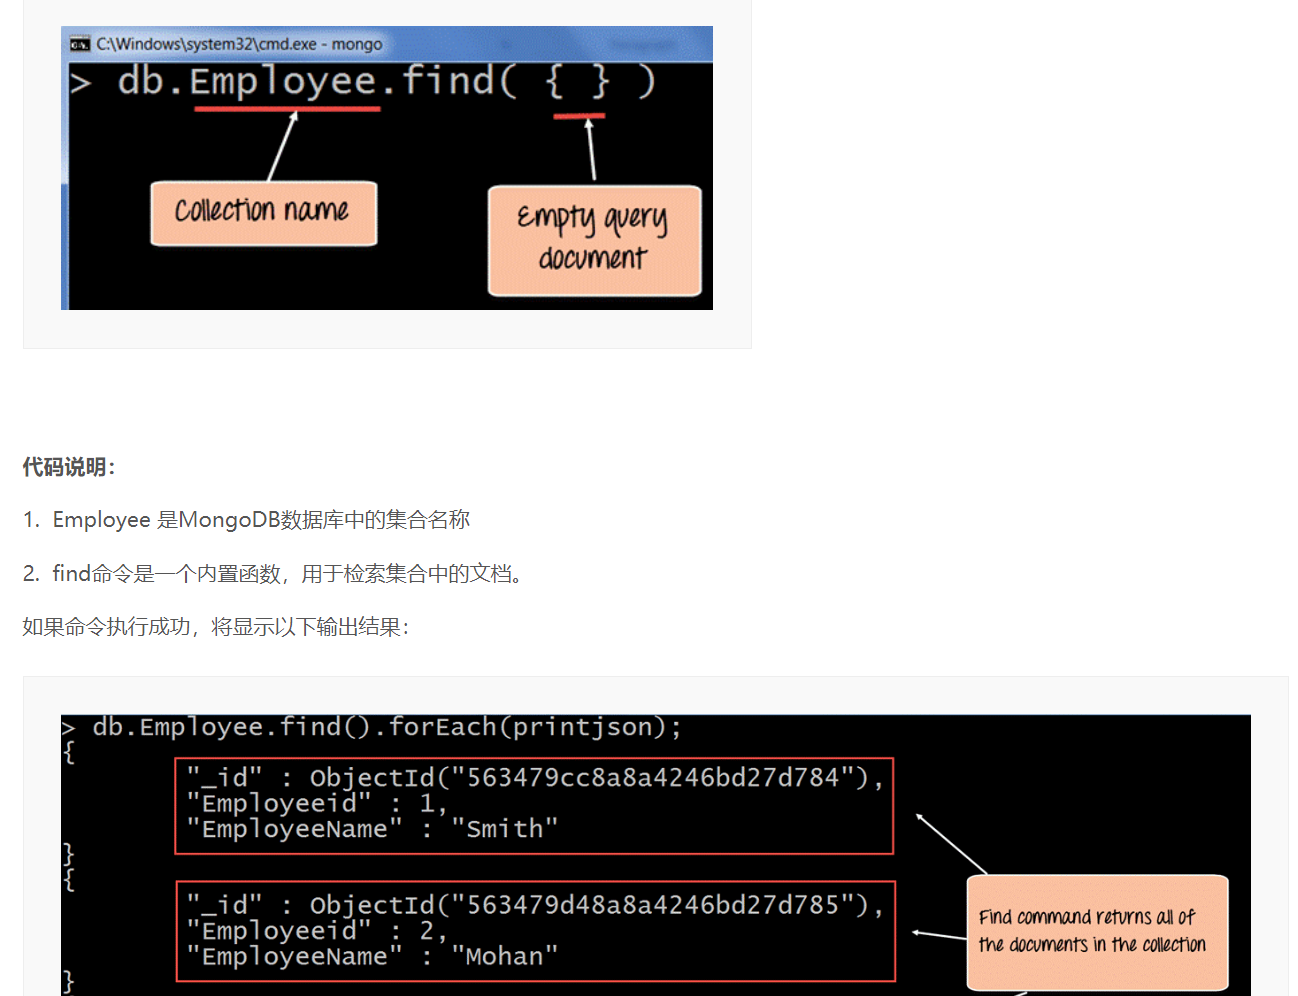 C:\Windows\system32\cmd.exe - mongo
> db.Employee.find( { } )
Collection name
Empty query
document
代码说明：
1. Employee 是MongoDB数据库中的集合名称
2. find命令是一个内置函数，用于检索集合中的文档。
如果命令执行成功，将显示以下输出结果：
> db.Employee.find().forEach(printjson);
{
"_id" : ObjectId("563479cc8a8a4246bd27d784"),
"Employeeid" : 1,
"EmployeeName" : "Smith"
}
{
"_id" : ObjectId("563479d48a8a4246bd27d785"),
"Employeeid" : 2,
"EmployeeName" : "Mohan"
}
Find command returns all of
the documents in the collection